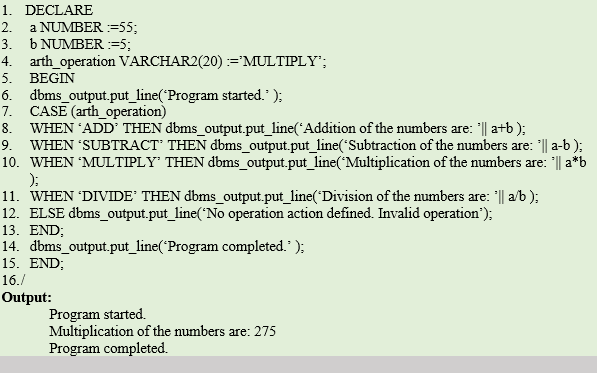 1. DECLARE
2. a NUMBER :=55;
3. b NUMBER :=5;
4. arth_operation VARCHAR2(20) :=’MULTIPLY’;
5. BEGIN
6. dbms_output.put_line(‘Program started.’ );
7. CASE (arth_operation)
8. WHEN ‘ADD’ THEN dbms_output.put_line(‘Addition of the numbers are: ’|| a+b );
9. WHEN ‘SUBTRACT’ THEN dbms_output.put_line(‘Subtraction of the numbers are: ’|| a-b );
10. WHEN ‘MULTIPLY’ THEN dbms_output.put_line(‘Multiplication of the numbers are: ’|| a*b
);
11. WHEN ‘DIVIDE’ THEN dbms_output.put_line(‘Division of the numbers are: ’|| a/b );
12. ELSE dbms_output.put_line(‘No operation action defined. Invalid operation’);
13. END;
14. dbms_output.put_line(‘Program completed.’ );
15. END;
16./
Output:
Program started.
Multiplication of the numbers are: 275
Program completed.